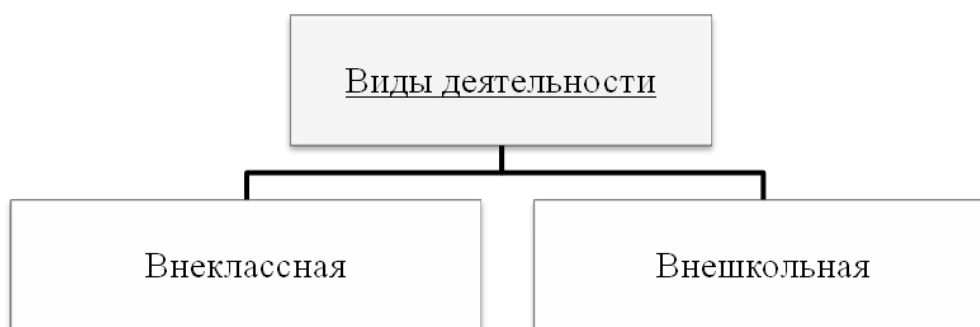 Виды деятельности
Внеклассная
Внешкольная